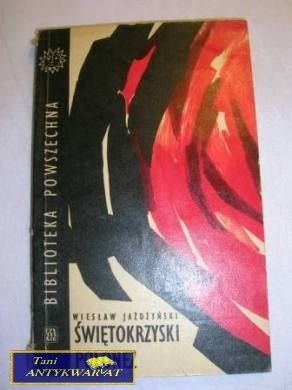 BIBLIOTEKA POWSZECHNA
WIESŁAW JAŻDŻYŃSKI
ŚWIĘTOKRZYSKI
Tani
ANTYKWARIAT